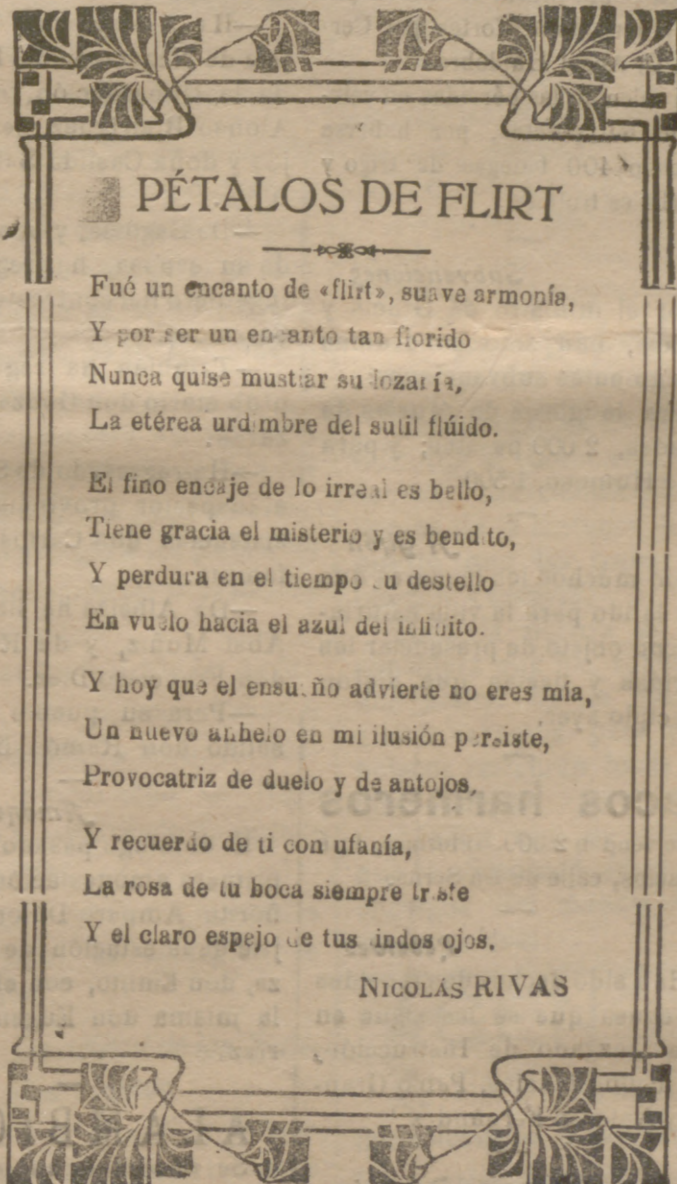 PÉTALOS DE FLIRT
Fué un encanto de «flirt», suave armonía,
Y por ser un encanto tan florido
Nunca quise mustiar su lozanía,
La etérea urdimbre del sutil flúido.
El fino encaje de lo irreal es bello,
Tiene gracia el misterio y es bendito,
Y perdura en el tiempo su destello
En vuelo hacia el azul del infinito.
Y hoy que el ensueño advierte no eres mía,
Un nuevo anhelo en mi ilusión persiste,
Provocatriz de duelo y de antojos,
Y recuerdo de ti con ufanía,
La rosa de tu boca siempre triste
Y el claro espejo de tus lindos ojos.
NICOLÁS RIVAS